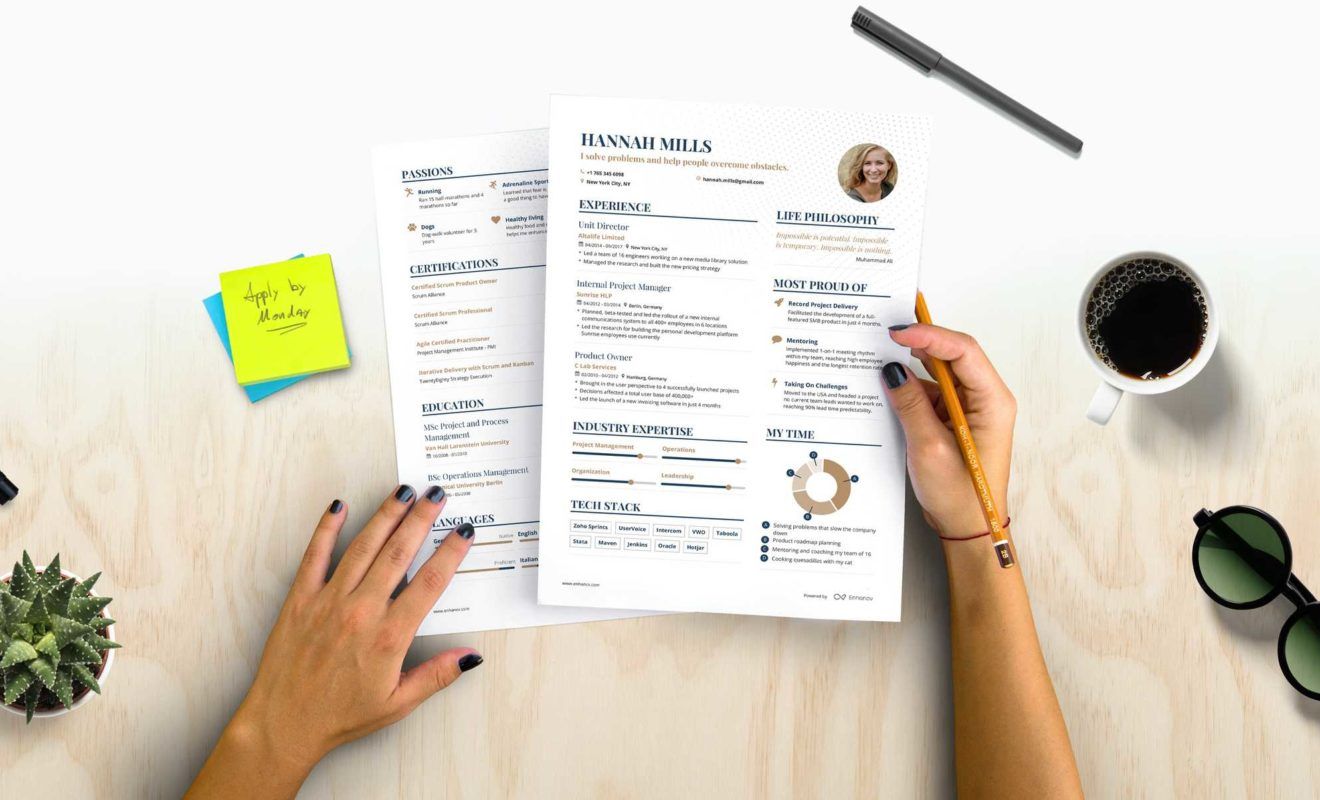 Apply by
Monday
PASSIONS
Running
Ran 15 half marathons and 4
marathons so far
Adrenaline Sport
Learned that fear is
a good thing to have
Dogs
Dog-walk volunteer for 5
years
Healthy living
Healthy food and
helps me enhance
CERTIFICATIONS
Certified Scrum Product Owner
Scrum Alliance
Certified Scrum Professional
Scrum Alliance
Agile Certified Practitioner
Project Management Institute - PMI
Iterative Delivery with Scrum and Kanban
TwentyEighty Strategy Execution
EDUCATION
MSc Project and Process
Management
Van Hall Larenstein University
10/2008 - 01/2010
BSc Operations Management
nical University Berlin
- 05/2008
LANGUAGES
Ger
Native
English
Proficient
Italian
www.enhancv.com
HANNAH MILLS
I solve problems and help people overcome obstacles.
+1 765 345 6098
hannah.mills@gmail.com
New York City, NY
EXPERIENCE
Unit Director
Altalife Limited
04/2014 - 09/2017 New York City, NY
• Led a team of 16 engineers working on a new media library solution
• Managed the research and built the new pricing strategy
Internal Project Manager
Sunrise HLP
04/2012 - 03/2014 Berlin, Germany
• Planned, beta-tested and led the rollout of a new internal
communications system to all 400+ employees in 6 locations
• Led the research for building the personal development platform
Sunrise employees use currently
Product Owner
C Lab Services
02/2010 - 04/2012 Hamburg, Germany
• Brought in the user perspective to 4 successfully launched projects
• Decisions affected a total user base of 400,000+
• Led the launch of a new invoicing software in just 4 months
INDUSTRY EXPERTISE
Project Management
Operations
Organization
Leadership
TECH STACK
Zoho Sprints UserVoice Intercom VWO Taboola
Stata Maven Jenkins Oracle Hotjar
www.enhancv.com
LIFE PHILOSOPHY
Impossible is potential. Impossible
is temporary. Impossible is nothing.
Muhammad Ali
MOST PROUD OF
Record Project Delivery
Facilitated the development of a full-
featured SMB product in just 4 months.
Mentoring
Implemented 1-on-1 meeting rhythm
within my team, reaching high employee
happiness and the longest retention rate
Taking On Challenges
Moved to the USA and headed a project
no current team leads wanted to work on,
reaching 90% lead time predictability.
MY TIME
A
B
C
D
A Solving problems that slow the company
down
B Product roadmap planning
C Mentoring and coaching my team of 16
D Cooking quesadillas with my cat
Powered by Enhancv
2B